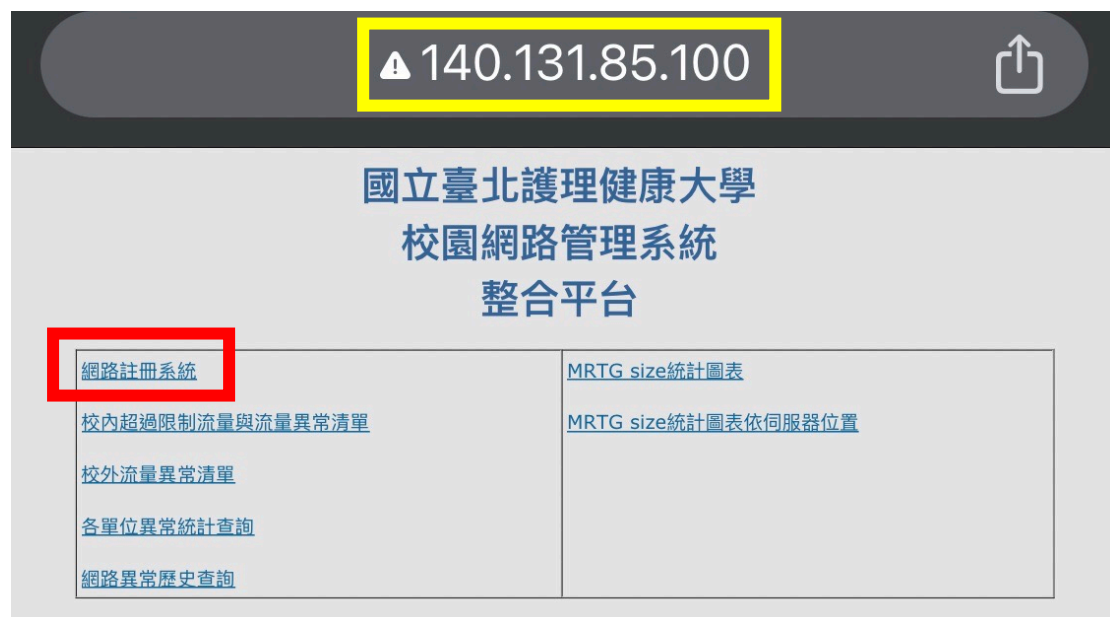 140.131.85.100
國立臺北護理健康大學
校園網路管理系統
整合平台
網路註冊系統
校內超過限制流量與流量異常清單
校外流量異常清單
各單位異常統計查詢
網路異常歷史查詢
MRTG size統計圖表
MRTG size統計圖表依伺服器位置